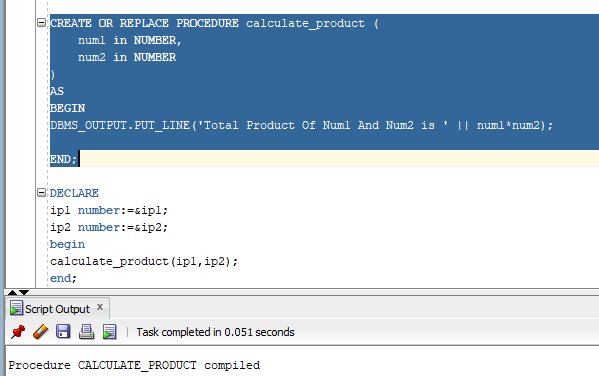 CREATE OR REPLACE PROCEDURE calculate_product (
num1 in NUMBER,
num2 in NUMBER
)
AS
BEGIN
DBMS_OUTPUT.PUT_LINE('Total Product Of Num1 And Num2 is ' || num1*num2);
END;
DECLARE
ip1 number:=&ip1;
ip2 number:=&ip2;
begin
calculate_product(ip1,ip2);
end;
Script Output x
Task completed in 0.051 seconds
Procedure CALCULATE_PRODUCT compiled